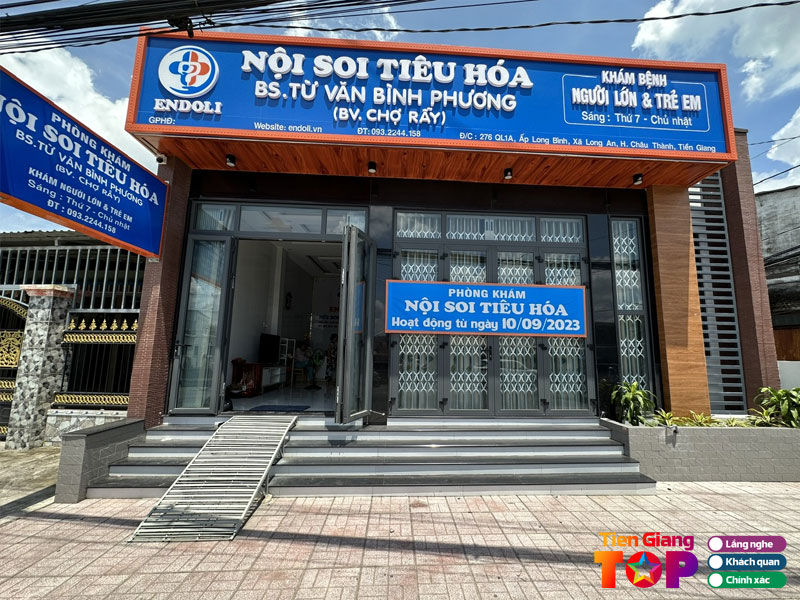 NỘI SOI TIÊU HÓA
BS.TỪ VĂN BỈNH PHƯƠNG
(BV. CHỢ RẪY)
ENDOLI
GPHĐ:
Website: endoli.vn
ĐT: 093.2244.158
Đ/C : 276 QL1A, Ấp Long Bình, Xã Long An, H. Châu Thành, Tiền Giang
KHÁM BỆNH
NGƯỜI LỚN & TRẺ EM
Sáng : Thứ 7 - Chủ nhật
PHÒNG KHÁM
NỘI SOI TIÊU HÓA
BS.TỪ VĂN BỈNH PHƯƠNG
(BV. CHỢ RẪY)
KHÁM NGƯỜI LỚN & TRẺ EM
Sáng : Thứ 7 - Chủ nhật
ĐT : 093.2244.158
PHÒNG KHÁM
NỘI SOI TIÊU HÓA
Hoạt động từ ngày 10/09/2023
Tien Giang
TOP
Lắng nghe
Khách quan
Chính xác